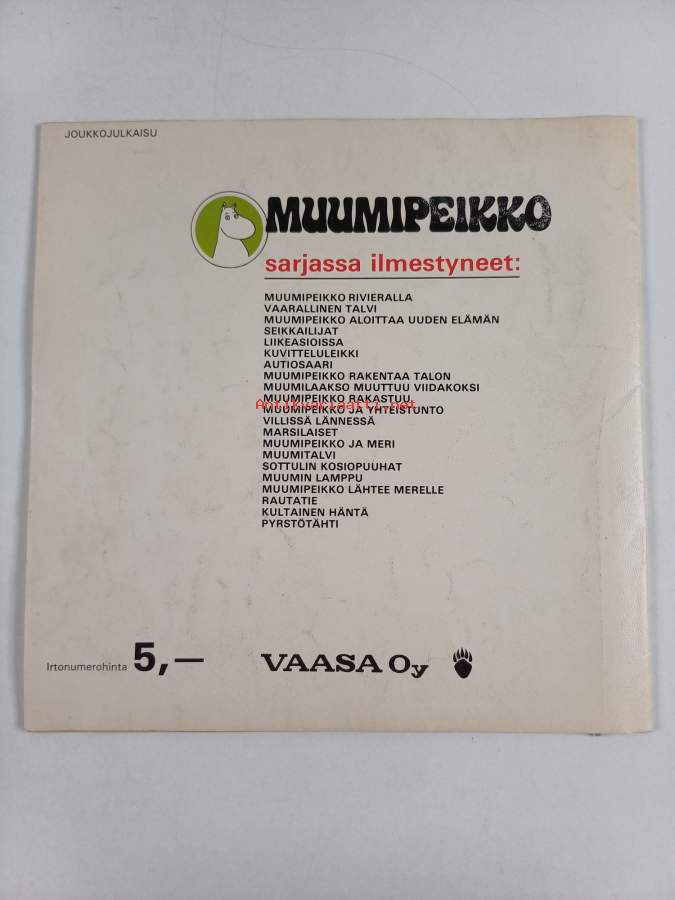 JOUKKOJULKAISU
MUUMIPEIKKO
sarjassa ilmestyneet:
MUUMIPEIKKO RIVIERALLA
VAARALLINEN TALVI
MUUMIPEIKKO ALOITTAA UUDEN ELÄMÄN
SEIKKAILIJAT
LIIKEASIOISSA
KUVITTELULEIKKI
AUTIOSAARI
MUUMIPEIKKO RAKENTAA TALON
MUUMILAAKSO MUUTTUU VIIDAKOKSI
MUUMIPEIKKO RAKASTUU
Antikvariaatti.net
MUUMIPEIKKO JA YHTEISTUNTO
VILLISSÄ LÄNNESSÄ
MARSILAISET
MUUMIPEIKKO JA MERI
MUUMITALVI
SOTTULIN KOSIOPUUHAT
MUUMIN LAMPPU
MUUMIPEIKKO LÄHTEE MERELLE
RAUTATIE
KULTAINEN HÄNTÄ
PYRSTÖTÄHTI
Irtonumerohinta 5,—
VAASA Oy